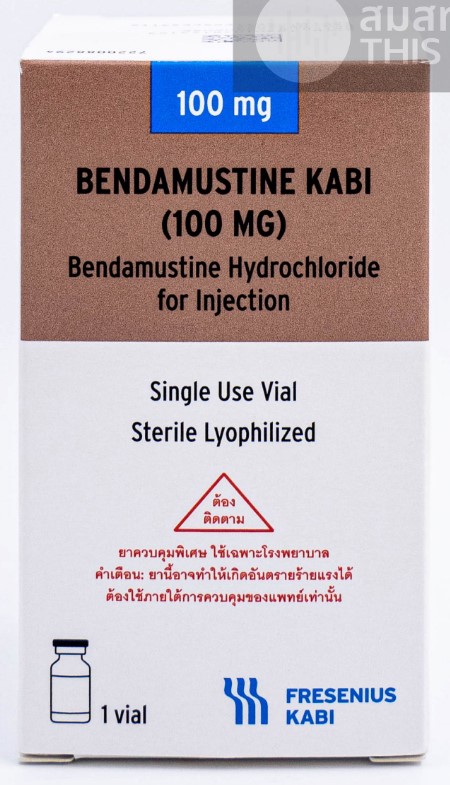 สมส
THIS
100 mg
BENDAMUSTINE KABI
(100 MG)
Bendamustine Hydrochloride
for Injection
Single Use Vial
Sterile Lyophilized
ต้อง
ติดตาม
ยาควบคุมพิเศษ ใช้เฉพาะโรงพยาบาล
คำเตือน: ยานี้อาจทำให้เกิดอันตรายร้ายแรงได้
ต้องใช้ภายใต้การควบคุมของแพทย์เท่านั้น
1 vial
FRESENIUS
KABI